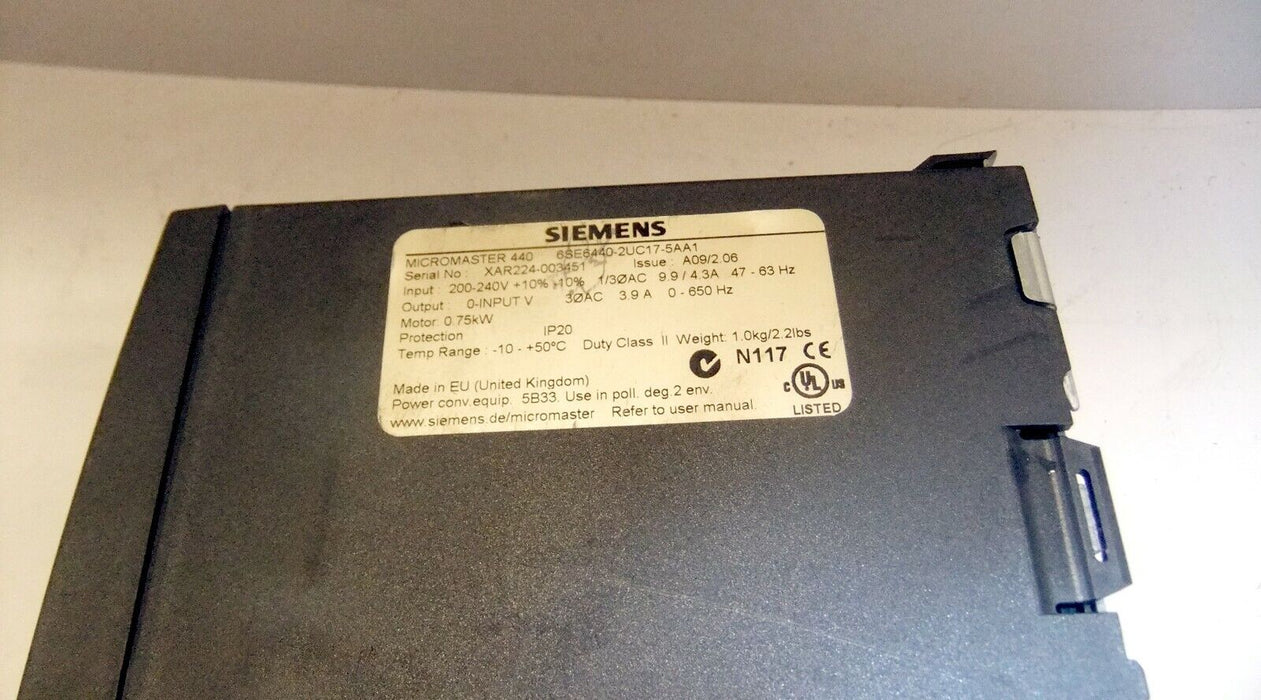 SIEMENS
MICROMASTER 440 6SE6440-2UC17-5AA1
Serial No : XAR224-003451 Issue : A09/2.06
Input : 200-240V +10% -10% 1/3ØAC 9.9 / 4.3A 47 - 63 Hz
Output : 0-INPUT V 3ØAC 3.9 A 0 - 650 Hz
Motor: 0.75kW
Protection IP20
Temp Range : -10 - +50°C Duty Class II Weight: 1.0kg/2.2lbs
N117 CE
Made in EU (United Kingdom)
C UL US
Power conv.equip. 5B33. Use in poll. deg.2 env.
www.siemens.de/micromaster Refer to user manual.
LISTED